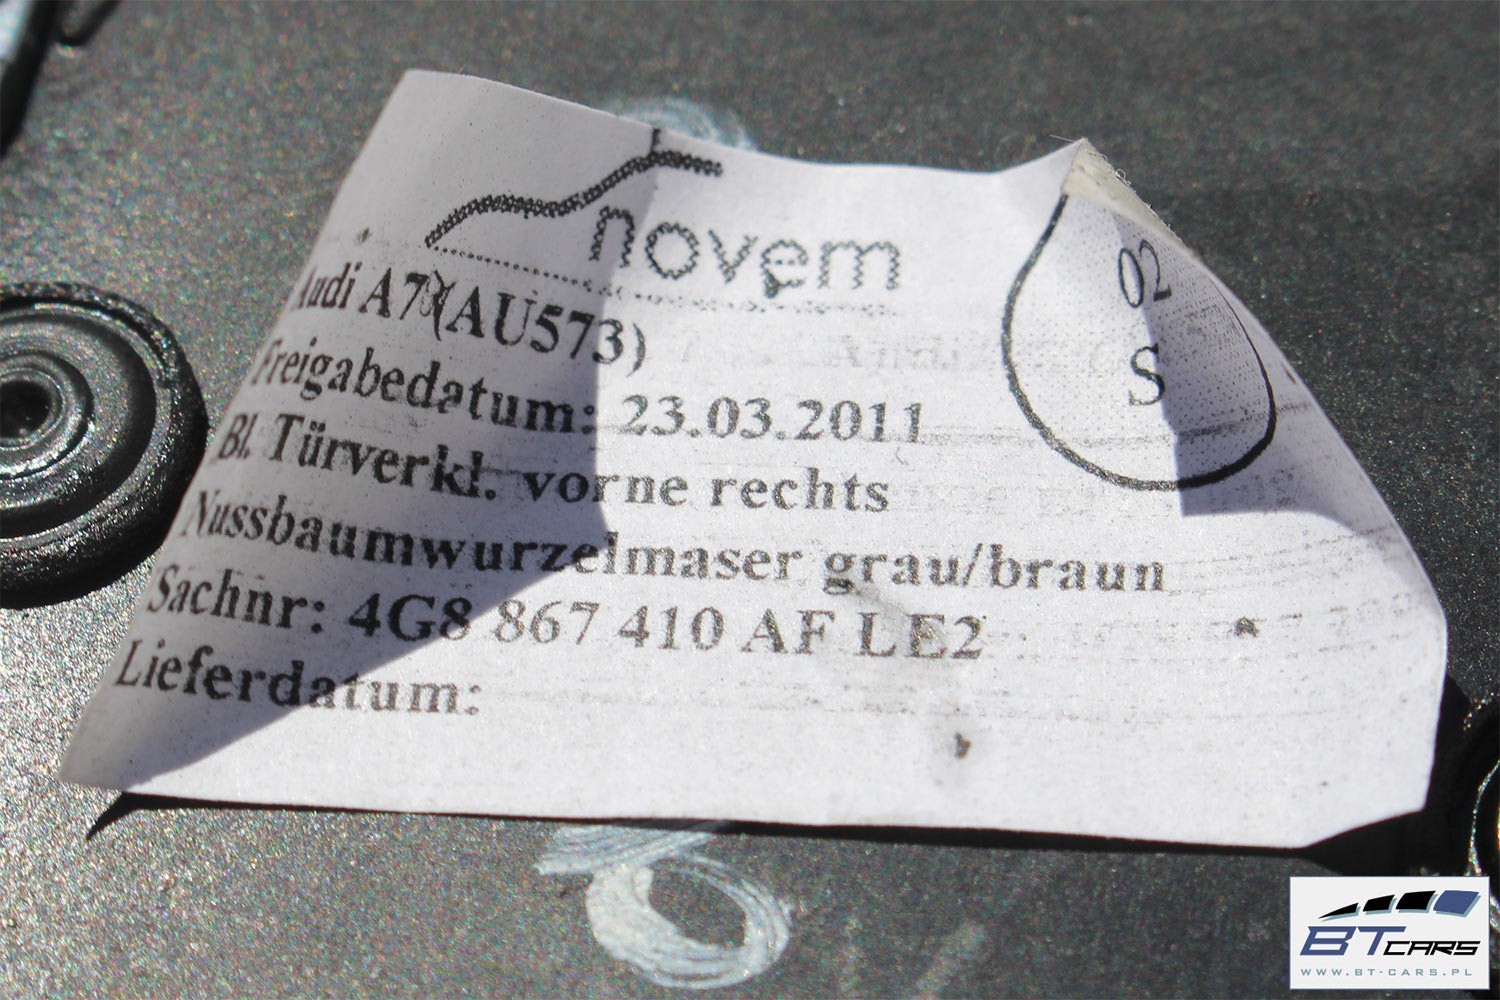 novem
Audi A7 (AU573)
Freigabedatum: 23.03.2011
Bl. Türverkl. vorne rechts
Nussbaumwurzelmaser grau/braun
Sachnr: 4G8 867 410 AF LE2
Lieferdatum:
02
S
BT CARS
WWW.BT-CARS.PL